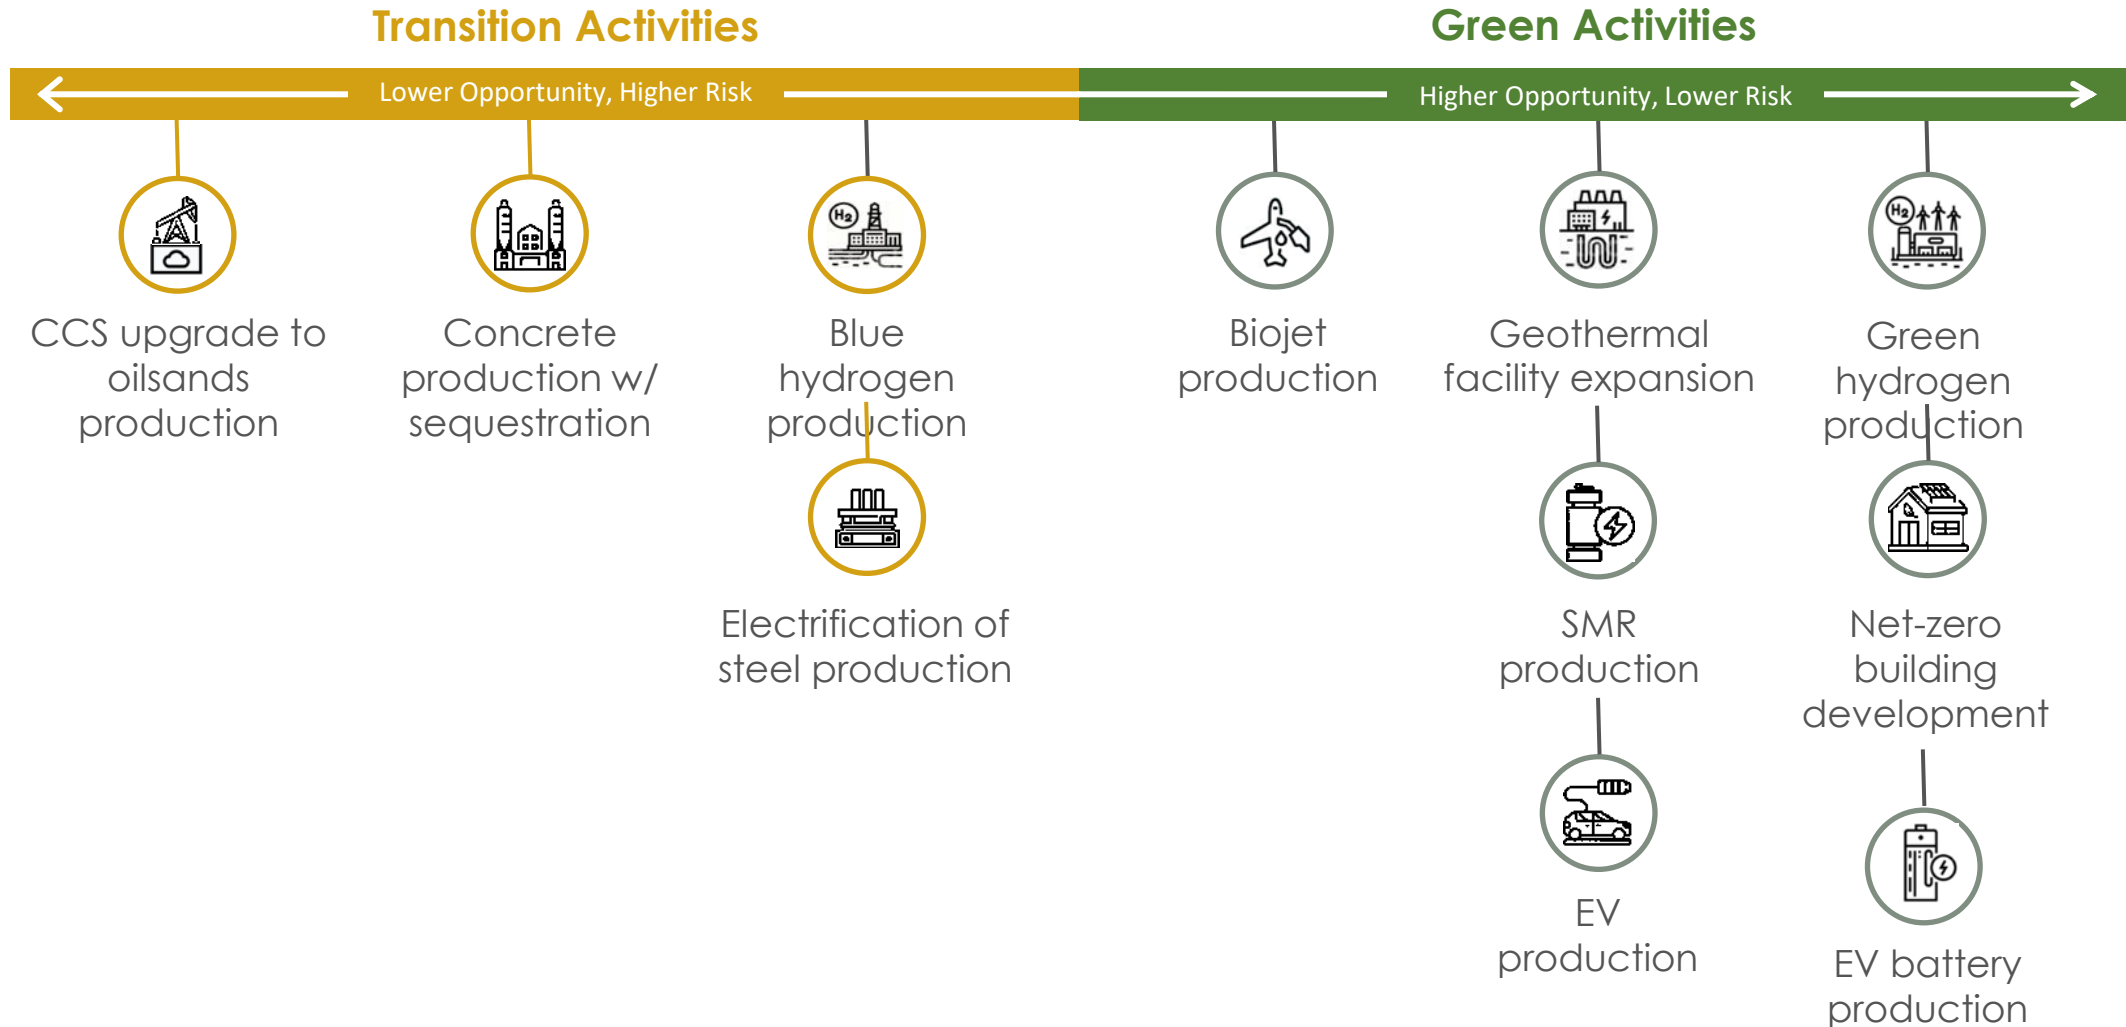 Transition Activities
Green Activities
Lower Opportunity, Higher Risk
Higher Opportunity, Lower Risk
CCS upgrade to
oilsands
production
Concrete
production w/
sequestration
H₂
Blue
hydrogen
production
Electrification of
steel production
Biojet
production
Geothermal
facility expansion
SMR
production
EV
production
H₂
Green
hydrogen
production
Net-zero
building
development
EV battery
production